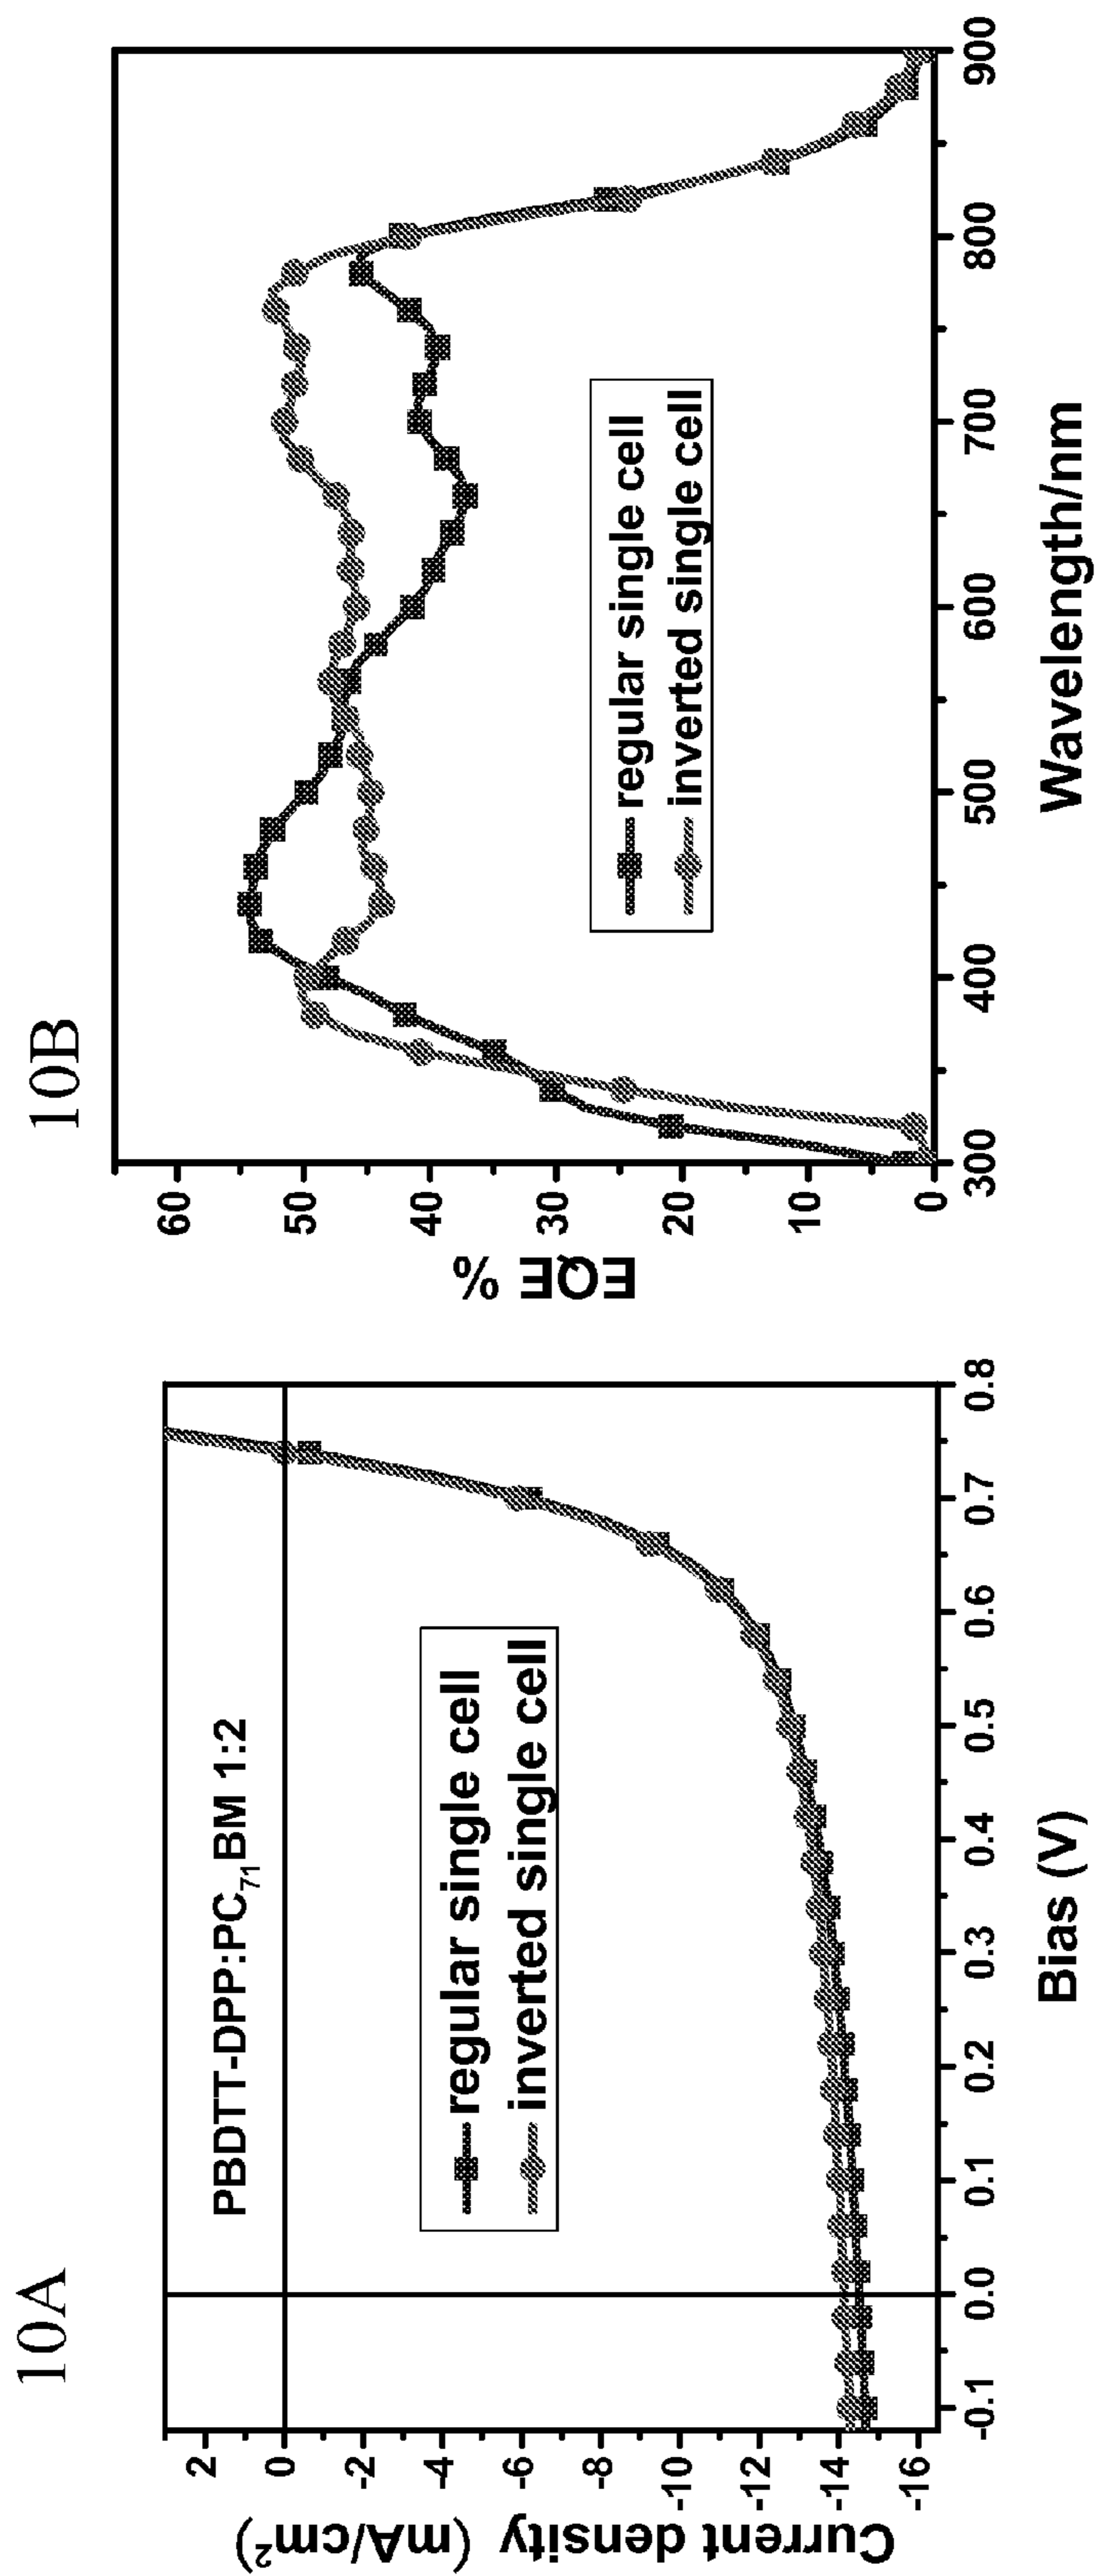 10A
PBDTT-DPP:PC71BM 1:2
regular single cell
inverted single cell
Current density (mA/cm2)
2
0
-2
-4
-6
-8
-10
-12
-14
-16
-0.1 0.0 0.1 0.2 0.3 0.4 0.5 0.6 0.7 0.8
Bias (V)
10B
EQE %
60
50
40
30
20
10
0
regular single cell
inverted single cell
300 400 500 600 700 800 900
Wavelength/nm